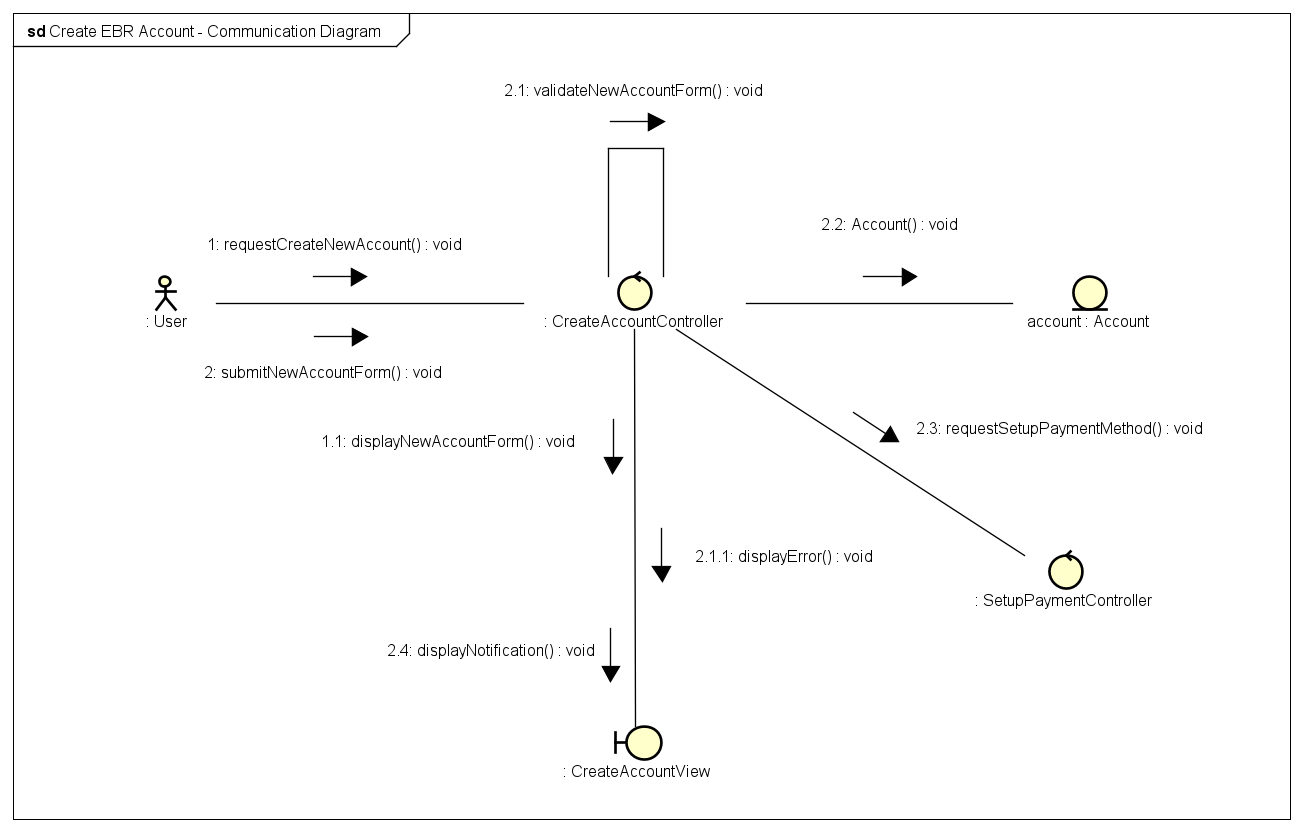 sd Create EBR Account - Communication Diagram
2.1: validateNewAccountForm() : void
2.2: Account() : void
1: requestCreateNewAccount() : void
: User
: CreateAccountController
account : Account
2: submitNewAccountForm() : void
1.1: displayNewAccountForm() : void
2.3: requestSetupPaymentMethod() : void
2.1.1: displayError() : void
: SetupPaymentController
2.4: displayNotification() : void
: CreateAccountView